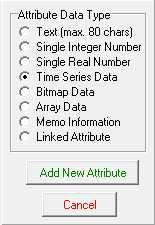 Attribute Data Type
Text (max. 80 chars)
Single Integer Number
Single Real Number
Time Series Data
Bitmap Data
Array Data
Memo Information
Linked Attribute
Add New Attribute
Cancel